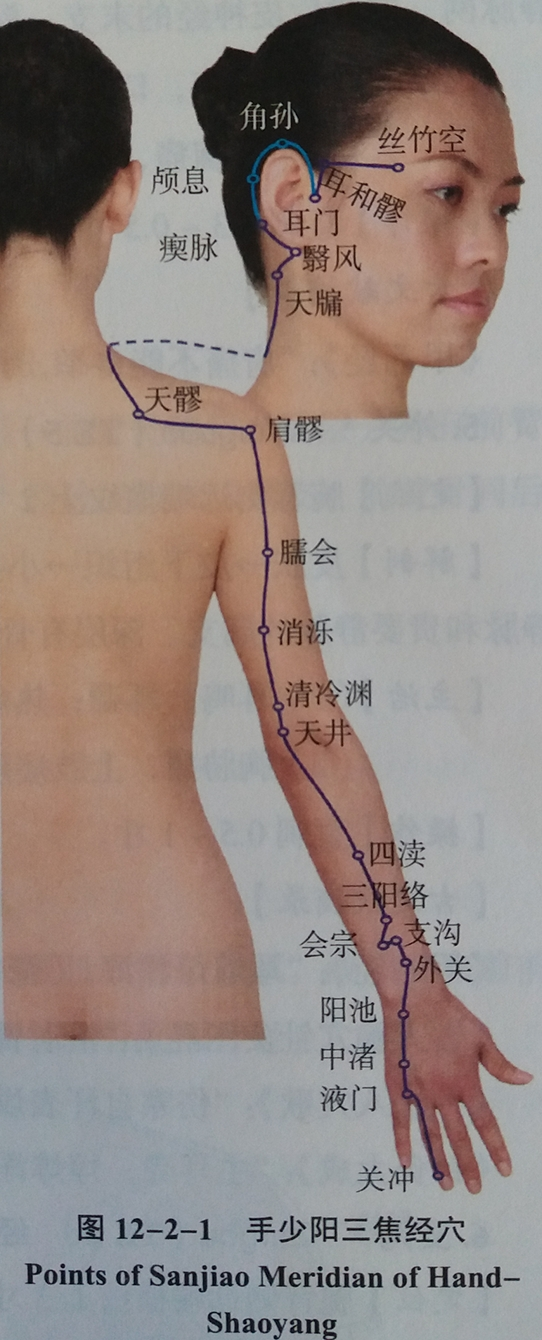 角孙
丝竹空
颅息
耳和髎
耳门
瘈脉
翳风
天牖
天髎
肩髎
臑会
消泺
清冷渊
天井
四渎
三阳络
支沟
会宗
外关
阳池
中渚
液门
关冲
图 12-2-1 手少阳三焦经穴
Points of Sanjiao Meridian of Hand-
Shaoyang